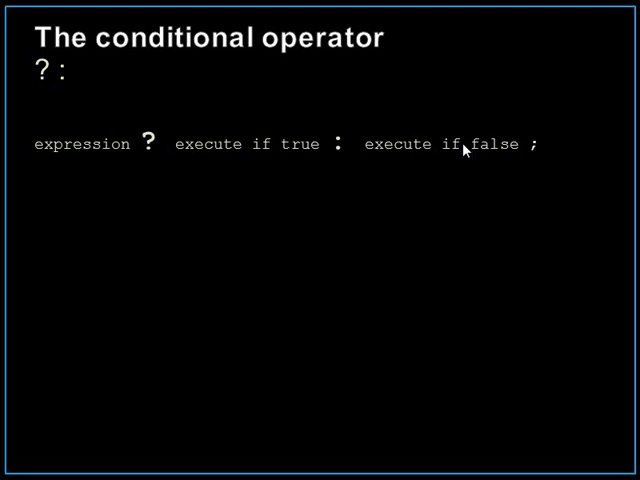 The conditional operator
? :
expression ? execute if true : execute if false ;